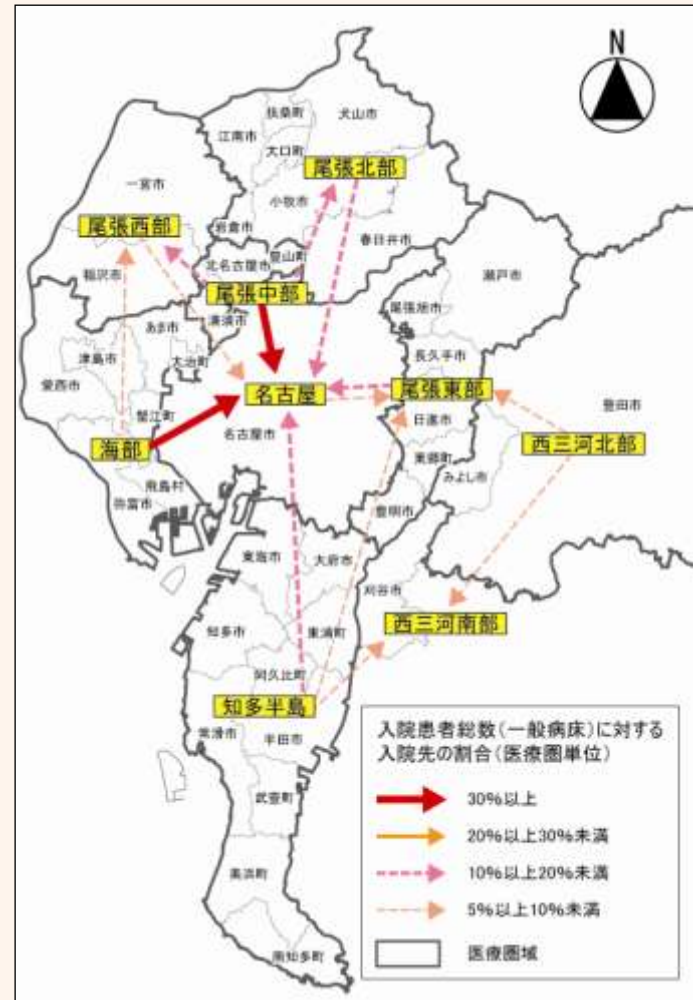 N
扶桑町
犬山市
江南市
大口町
尾張北部
一宮市
小牧市
尾張西部
岩倉市
春日井市
豊山町
北名古屋市
稲沢市
瀬戸市
尾張中部
尾張旭市
清須市
あま市
長久手市
津島市
大治町
愛西市
名古屋
尾張東部
豊田市
蟹江町
日進市
海部
名古屋市
西三河北部
東郷町
みよし市
飛島村
弥富市
豊明市
東海市
大府市
刈谷市
知多市
東浦町
西三河南部
阿久比町
知多半島
常滑市
半田市
武豊町
美浜町
南知多町
入院患者総数(一般病床)に対する
入院先の割合(医療圏単位)
30%以上
20%以上30%未満
10%以上20%未満
5%以上10%未満
医療圏域